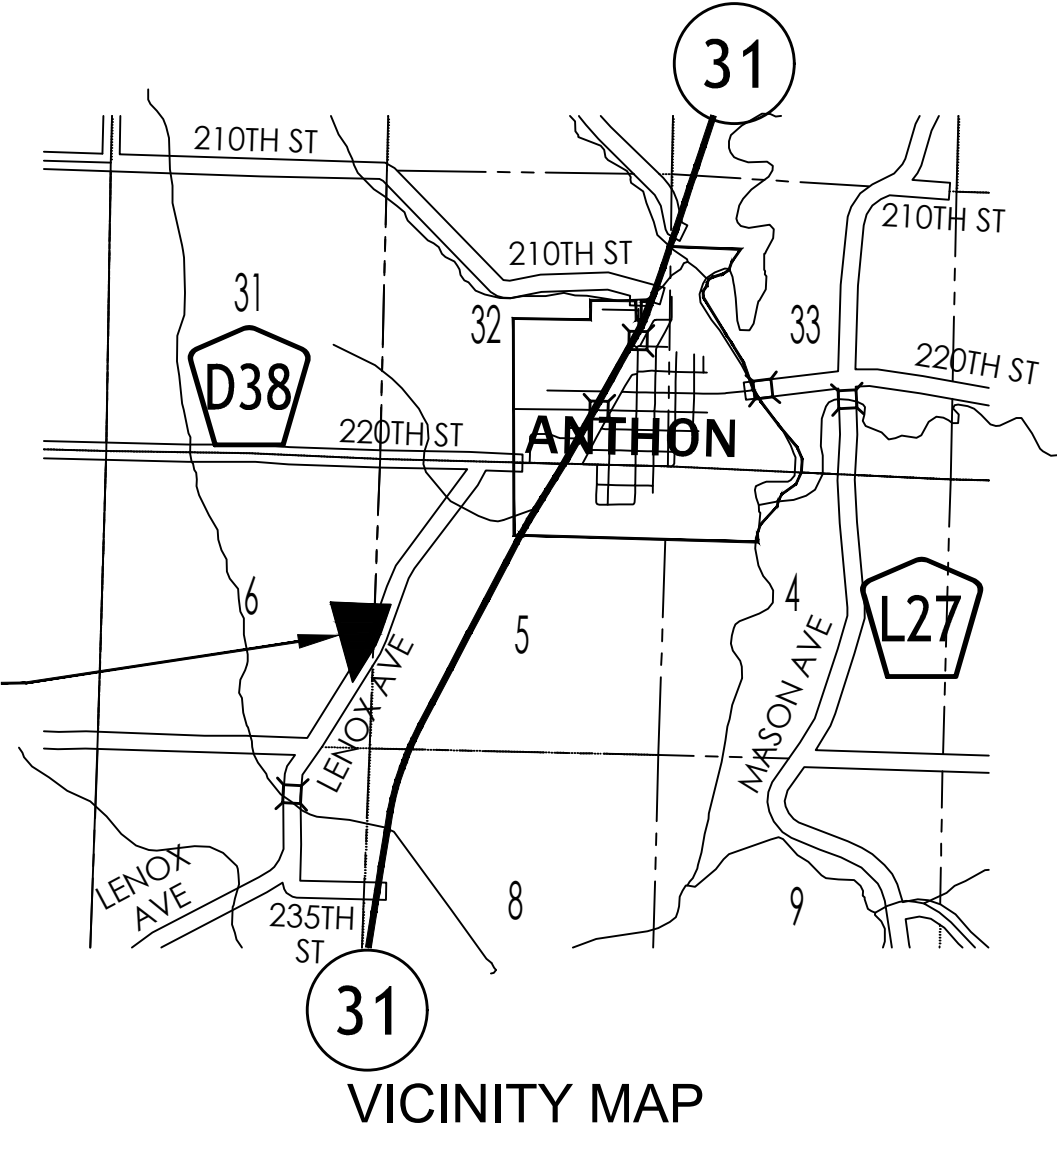 31
210TH ST
210TH ST
210TH ST
31
32
33
D38
220TH ST
220TH ST
ANTHON
6
5
4
L27
LENOX AVE
MASON AVE
LENOX
AVE
235TH
ST
8
9
31
VICINITY MAP